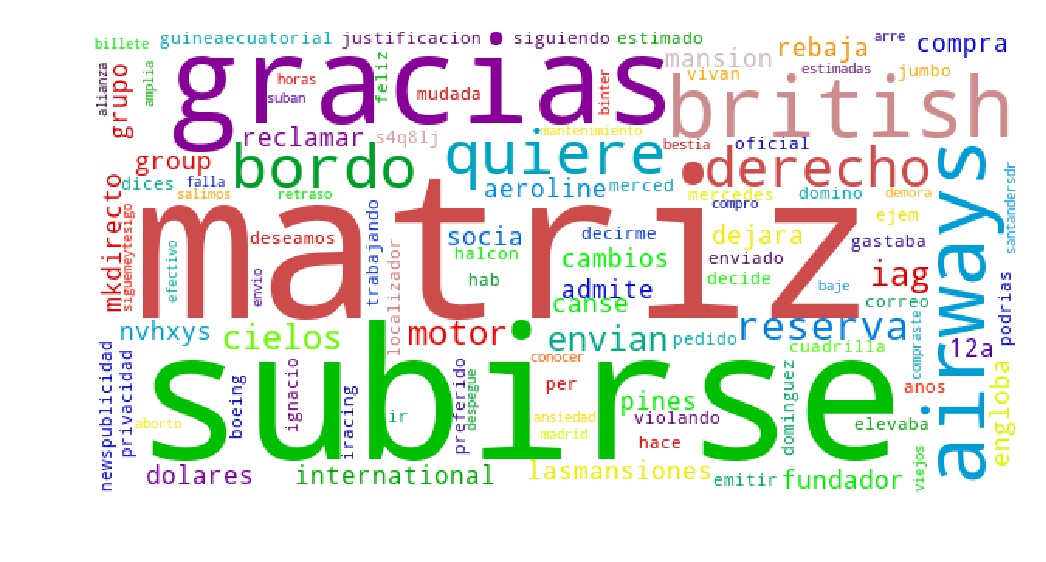 billete guineaecuatorial justificacion siguiendo estimado arre compra
rebaja
mansion
estimadas
jumbo
vivan
alianza
grupo
amplia
gracias
horas
suban
feliz
mudada
binter
british
reclamar
s4q8lj
mantenimiento
bestia
oficial
group
bordo
quiere
derecho
dices
falla
salimos
retraso
aeroline
merced
mercedes
domino
demora
compro
airways
santandersdr
mkdirecto
siguemeytesigo
matriz
efectivo
envio
deseamos
trabajando
localizador
socia
decirme
halcon
cambios
hab
admite
canse
dejara
enviado
decide
ejem
gastaba
iag
baje
correo
podrias
nvhxys
cielos
motor
envian
pedido
reserva
cuadrilla
compraste
12a
newspublicidad
privacidad
subirse
aborto
boeing
ignacio
iracing
ir
preferido
despegue
conocer
per
pines
ansiedad
madrid
violando
hace
dominguez
anos
elevaba
engloba
viejos
dolares
international
lasmansiones
emitir
fundador